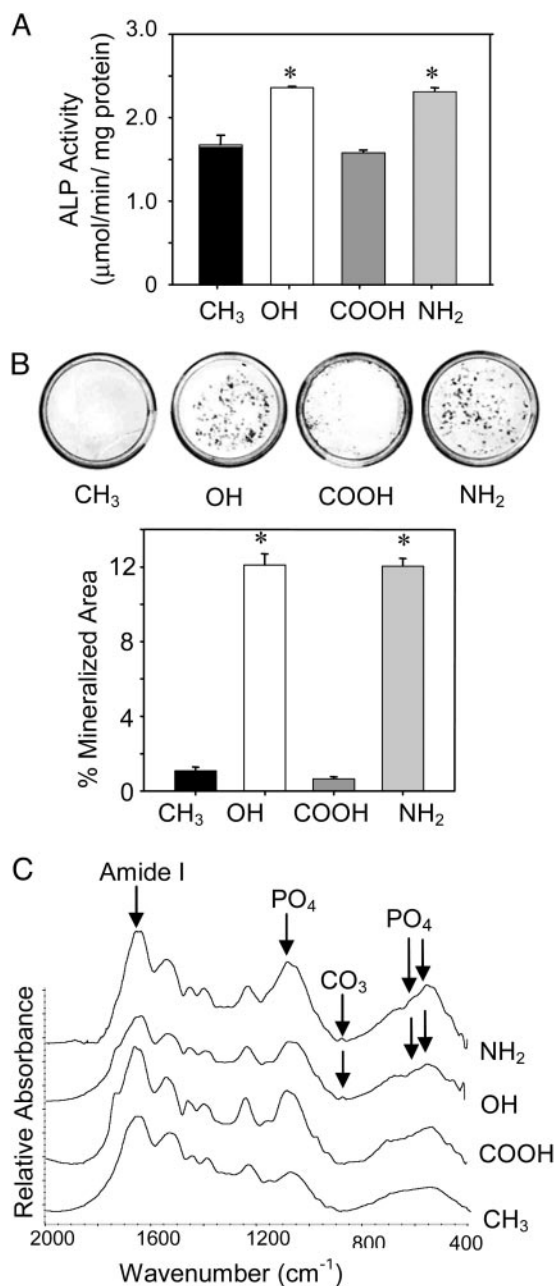 A
ALP Activity
(μmol/min/ mg protein)
3.0
2.0
1.0
0
*
*
CH₃ OH COOH NH₂
B
CH₃ OH COOH NH₂
% Mineralized Area
12
8
4
0
*
*
CH₃ OH COOH NH₂
C
Relative Absorbance
Amide I
PO₄
CO₃
PO₄
NH₂
OH
COOH
CH₃
2000 1600 1200 800 400
Wavenumber (cm⁻¹)